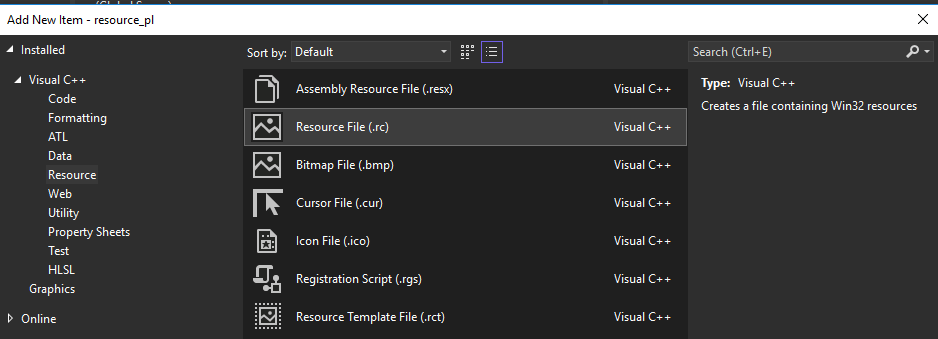 (Global Scope)
Add New Item - resource_pl
Installed
Visual C++
Code
Formatting
ATL
Data
Resource
Web
Utility
Property Sheets
Test
HLSL
Graphics
Online
Sort by: Default
Assembly Resource File (.resx) Visual C++
Resource File (.rc) Visual C++
Bitmap File (.bmp) Visual C++
Cursor File (.cur) Visual C++
Icon File (.ico) Visual C++
Registration Script (.rgs) Visual C++
Resource Template File (.rct) Visual C++
Search (Ctrl+E)
Type: Visual C++
Creates a file containing Win32 resources